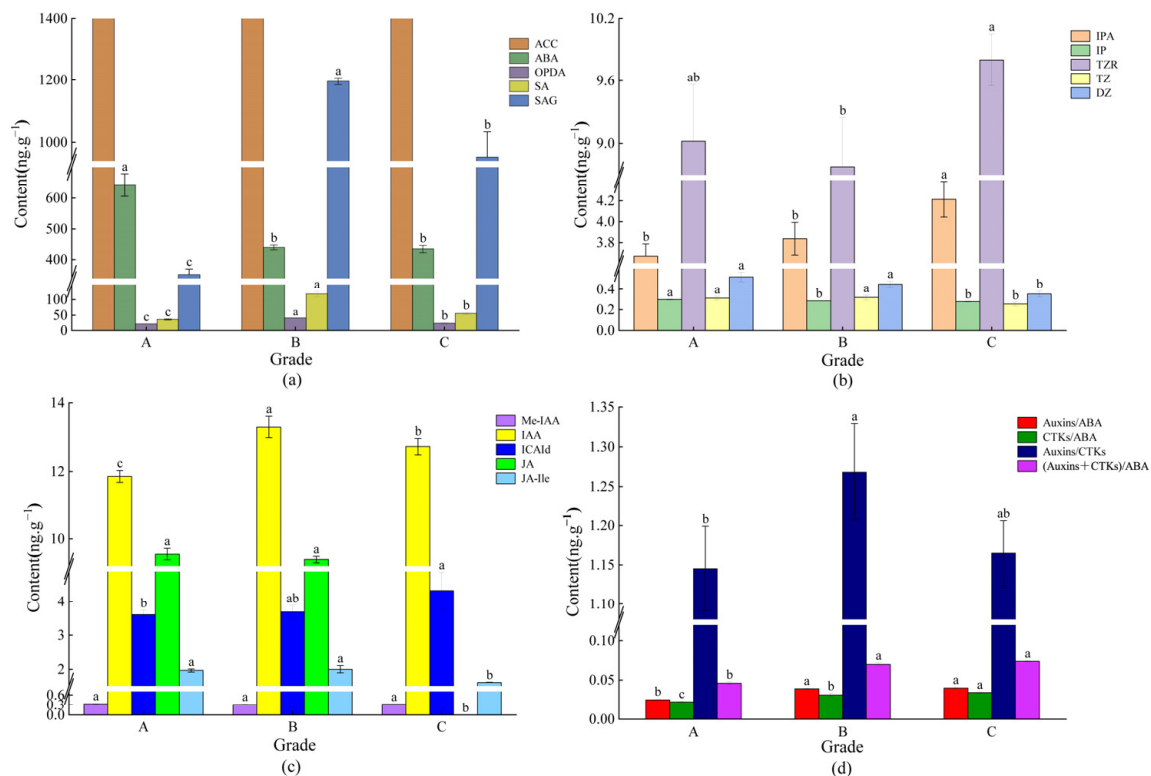 1400
1200
1000
600
500
400
100
50
0
Content(ng.g⁻¹)
a
c c
c
b
a
a
a
b
b b
b
A B C
Grade
(a)
ACC
ABA
OPDA
SA
SAG
10.2
9.6
9.0
4.2
4.0
3.8
0.4
0.2
0.0
Content(ng.g⁻¹)
b
a
ab
a
a
b
b
b
a
a
a
b
a
b
b
A B C
Grade
(b)
IPA
IP
TZR
TZ
DZ
14
12
10
4
3
2
0.6
0.3
0.0
Content(ng.g⁻¹)
a
c
b
a
a
a
a
ab
a
a
a
b
a
b
b
A B C
Grade
(c)
Me-IAA
IAA
ICAld
JA
JA-Ile
1.35
1.30
1.25
1.20
1.15
1.10
0.10
0.05
0.00
Content(ng.g⁻¹)
b
c
b
b
a
b
a
a
a
a
ab
a
A B C
Grade
(d)
Auxins/ABA
CTKs/ABA
Auxins/CTKs
(Auxins+CTKs)/ABA